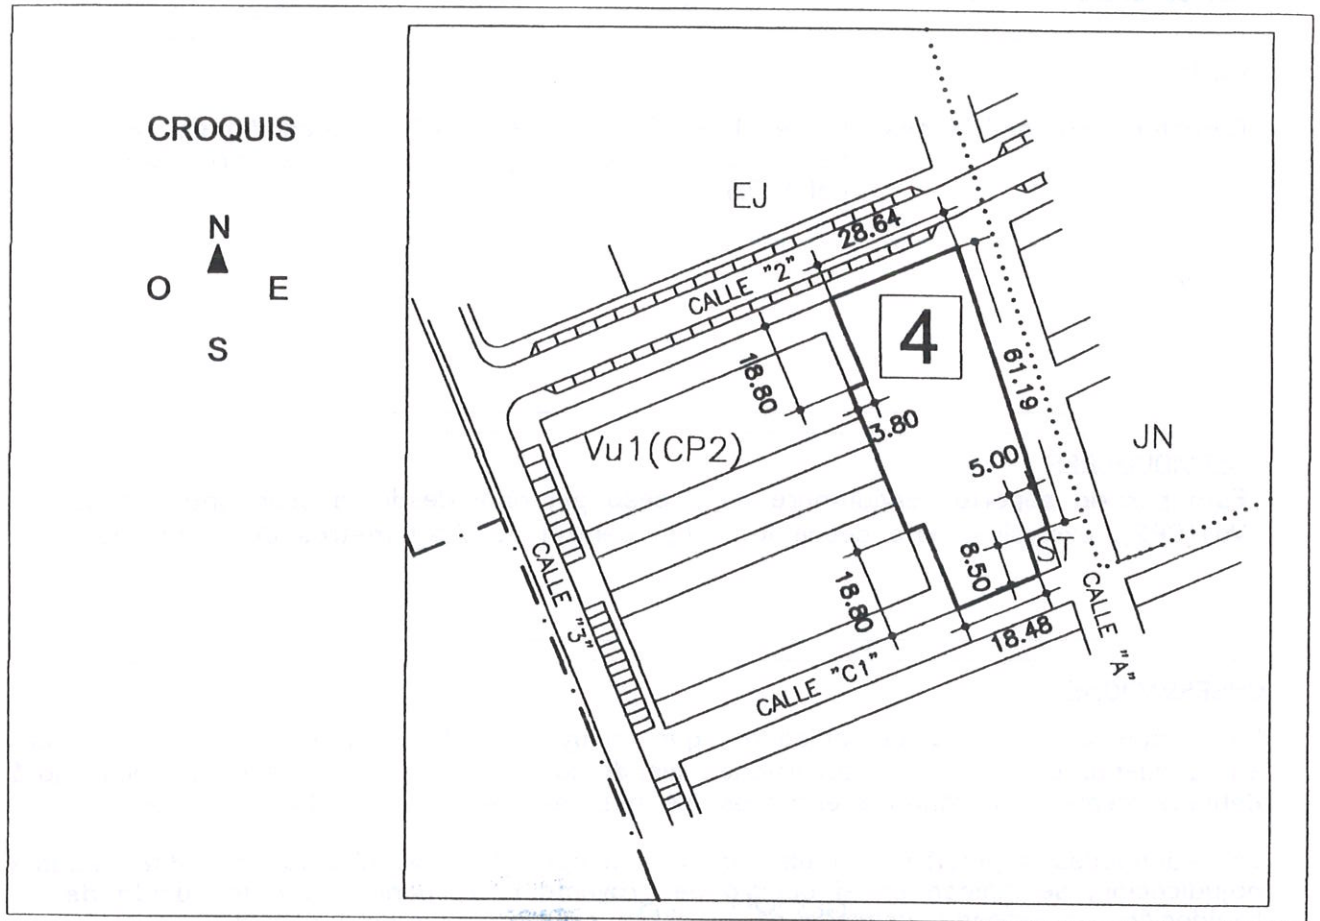 CROQUIS
N
O E
S
EJ
28.64
CALLE "2"
4
18.80
61.19
3.80
Vu1(CP2)
JN
5.00
ST
8.50
CALLE "3"
18.80
CALLE "A"
18.48
CALLE "C1"